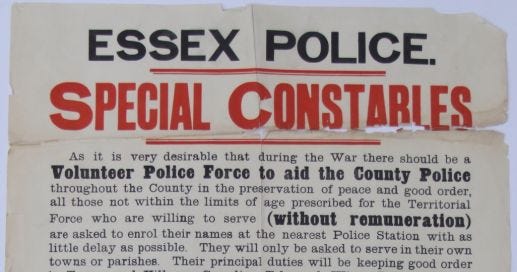 ESSEX POLICE.
SPECIAL CONSTABLES
As it is very desirable that during the War there should be a
Volunteer Police Force to aid the County Police
throughout the County in the preservation of peace and good order,
all those not within the limits of age prescribed for the Territorial
Force who are willing to serve (without remuneration)
are asked to enrol their names at the nearest Police Station with as
little delay as possible. They will only be asked to serve in their own
towns or parishes. Their principal duties will be keeping good order